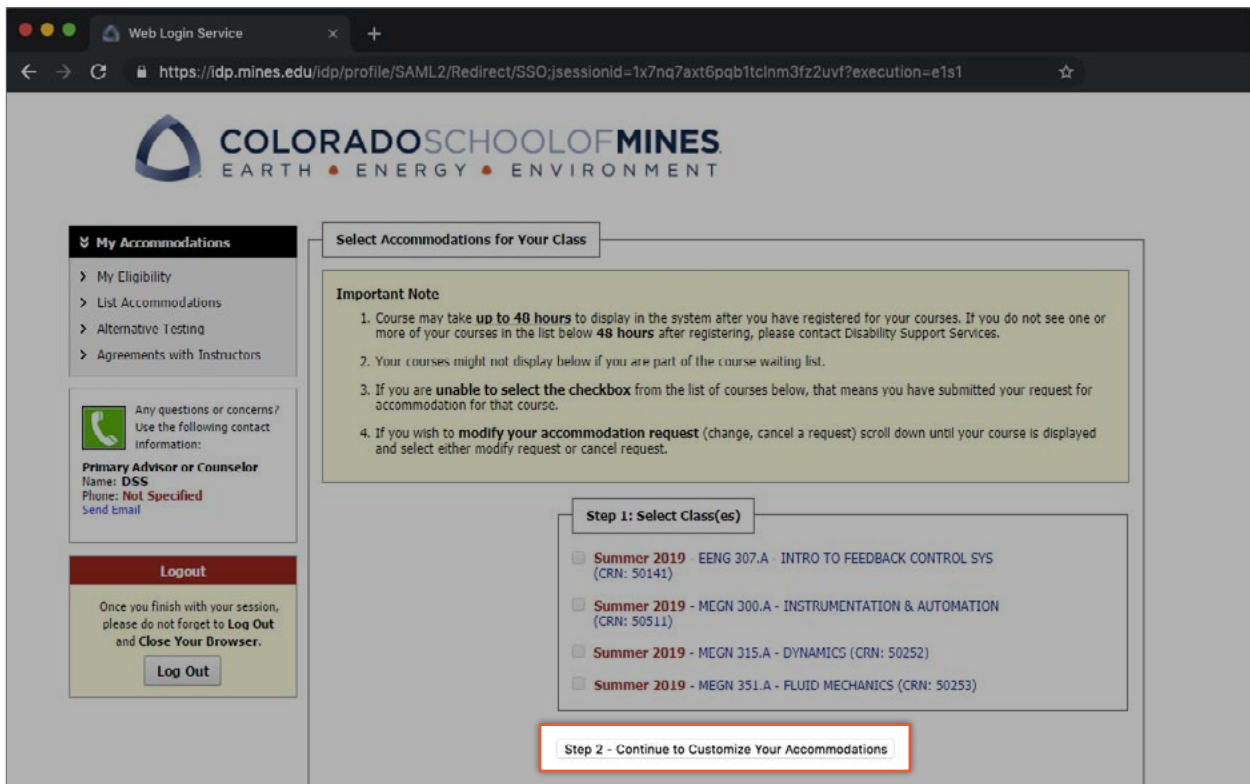 Web Login Service
https://idp.mines.edu/idp/profile/SAML2/Redirect/SSO;jsessionid=1x7nq7axt6pqb1tclnm3fz2uvf?execution=e1s1
COLORADOSCHOOLOFMINES
EARTH • ENERGY • ENVIRONMENT
My Accommodations
My Eligibility
List Accommodations
Alternative Testing
Agreements with Instructors
Any questions or concerns?
Use the following contact
information:
Primary Advisor or Counselor
Name: DSS
Phone: Not Specified
Send Email
Logout
Once you finish with your session,
please do not forget to Log Out
and Close Your Browser.
Log Out
Select Accommodations for Your Class
Important Note
1. Course may take up to 48 hours to display in the system after you have registered for your courses. If you do not see one or
more of your courses in the list below 48 hours after registering, please contact Disability Support Services.
2. Your courses might not display below if you are part of the course waiting list.
3. If you are unable to select the checkbox from the list of courses below, that means you have submitted your request for
accommodation for that course.
4. If you wish to modify your accommodation request (change, cancel a request) scroll down until your course is displayed
and select either modify request or cancel request.
Step 1: Select Class(es)
Summer 2019 - EENG 307.A - INTRO TO FEEDBACK CONTROL SYS
(CRN: 50141)
Summer 2019 - MEGN 300.A - INSTRUMENTATION & AUTOMATION
(CRN: 50511)
Summer 2019 - MEGN 315.A - DYNAMICS (CRN: 50252)
Summer 2019 - MEGN 351.A - FLUID MECHANICS (CRN: 50253)
Step 2 - Continue to Customize Your Accommodations